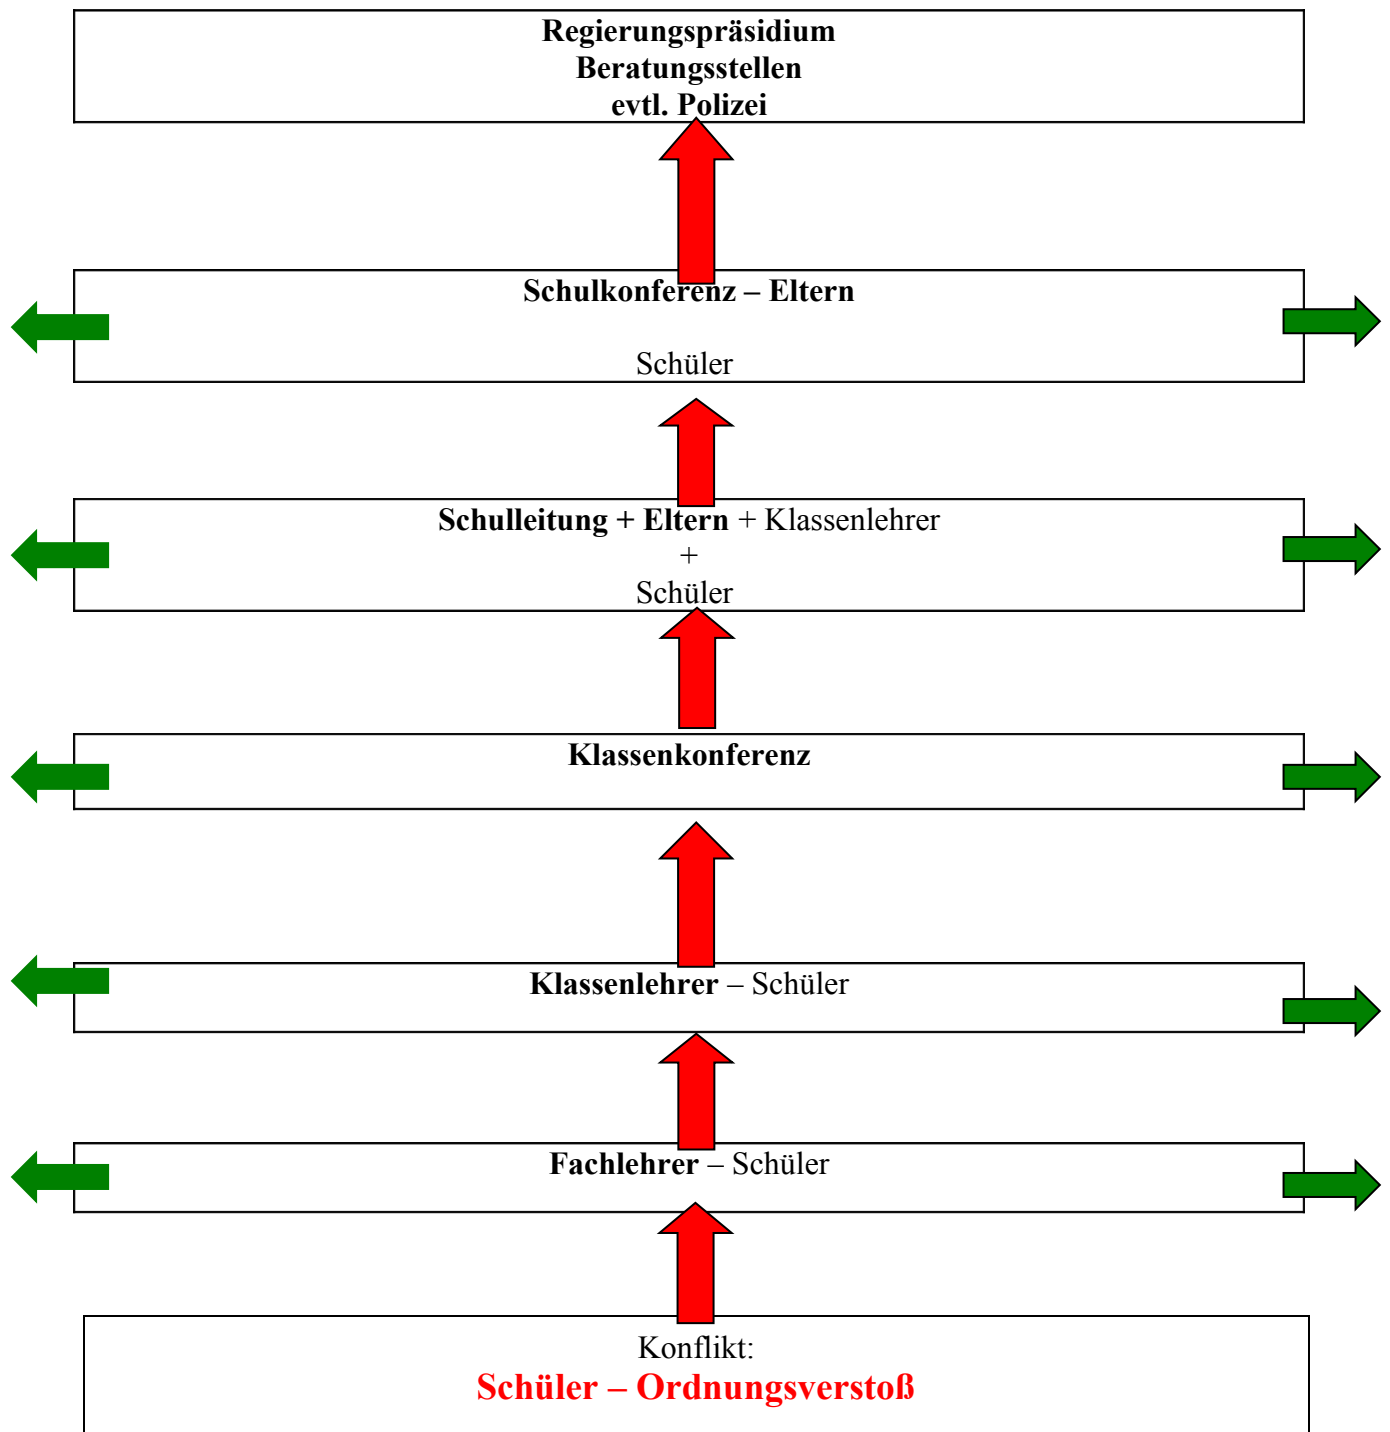 Regierungspräsidium
Beratungsstellen
evtl. Polizei
Schulkonferenz – Eltern
Schüler
Schulleitung + Eltern + Klassenlehrer
+
Schüler
Klassenkonferenz
Klassenlehrer – Schüler
Fachlehrer – Schüler
Konflikt:
Schüler – Ordnungsverstoß